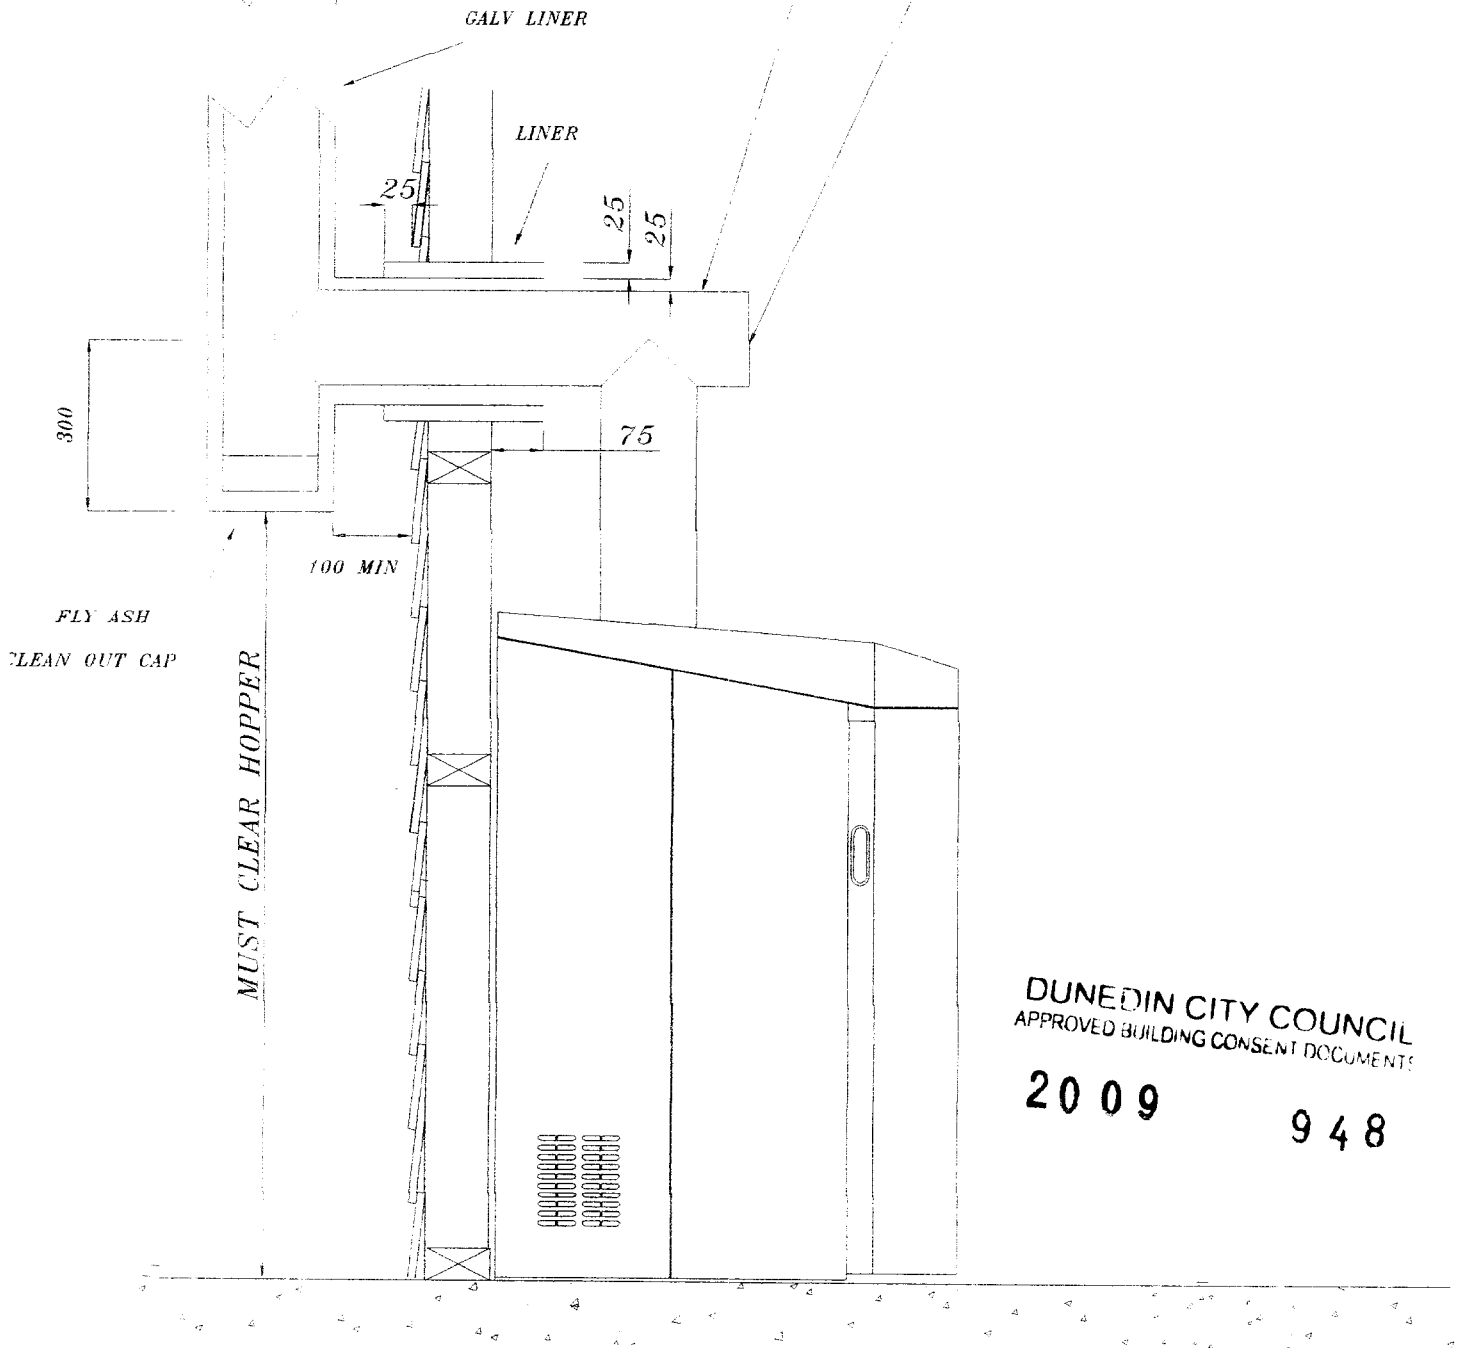 GALV LINER
LINER
25
25
25
300
75
100 MIN
FLY ASH
CLEAN OUT CAP
MUST CLEAR HOPPER
DUNEDIN CITY COUNCIL
APPROVED BUILDING CONSENT DOCUMENTS
2009 948